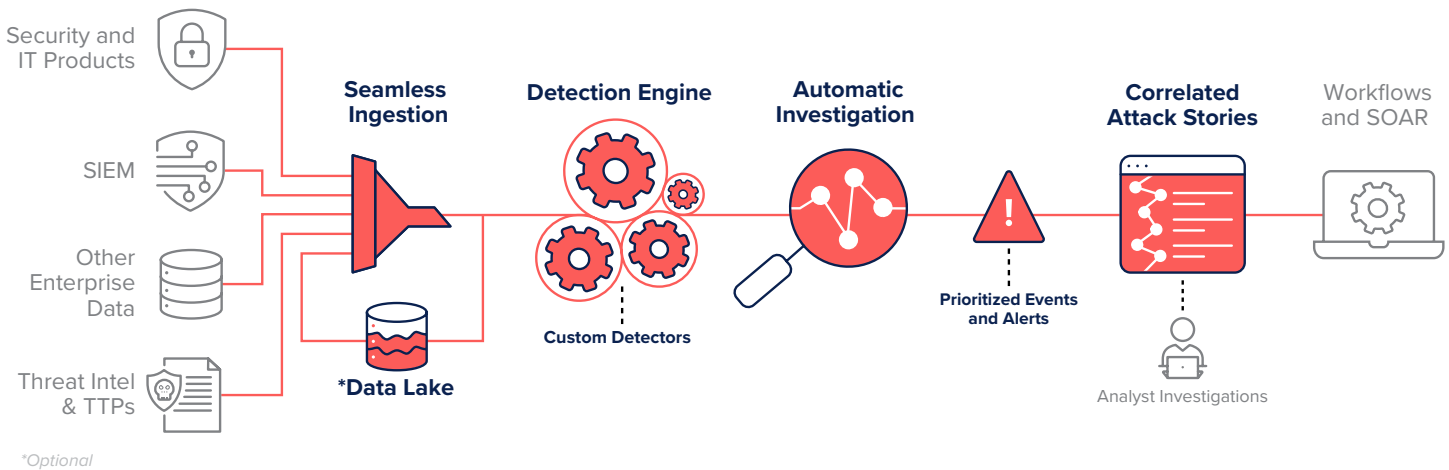 Security and
IT Products
SIEM
Other
Enterprise
Data
Threat Intel
& TTPs
*Optional
Seamless
Ingestion
*Data Lake
Detection Engine
Custom Detectors
Automatic
Investigation
!
Prioritized Events
and Alerts
Correlated
Attack Stories
Analyst Investigations
Workflows
and SOAR